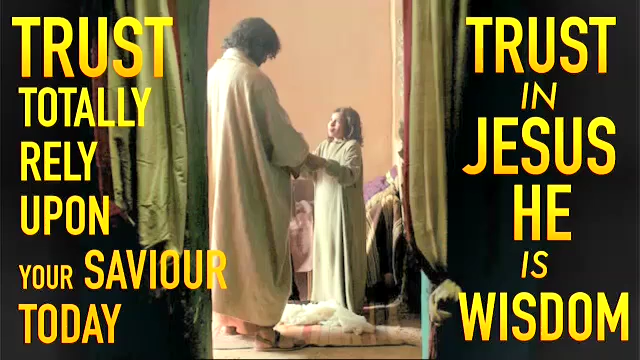 TRUST
TOTALLY
RELY
UPON
YOUR SAVIOUR
TODAY
TRUST
IN
JESUS
HE
IS
WISDOM